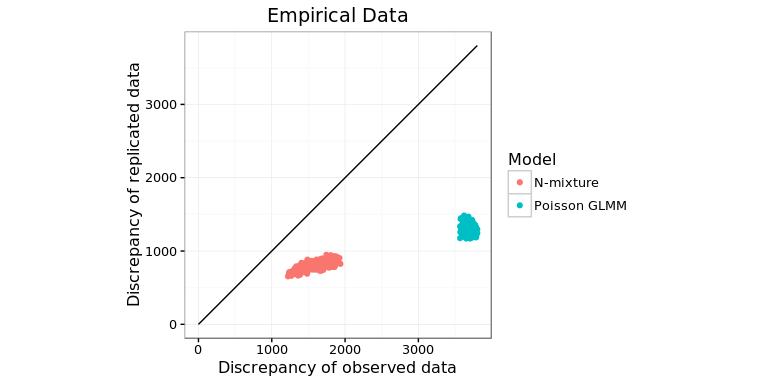 Empirical Data
Discrepancy of replicated data
3000
2000
1000
0
0 1000 2000 3000
Discrepancy of observed data
Model
N-mixture
Poisson GLMM